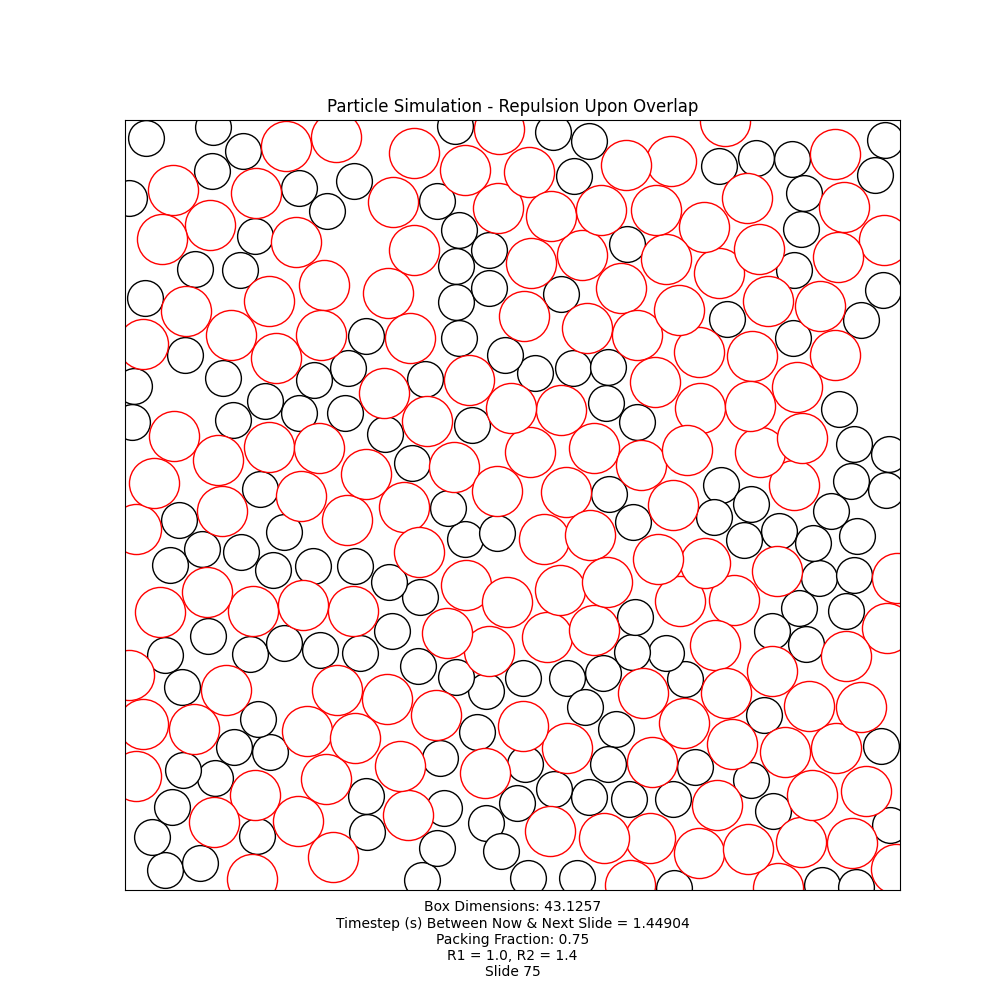 Particle Simulation - Repulsion Upon Overlap
Box Dimensions: 43.1257
Timestep (s) Between Now & Next Slide = 1.44904
Packing Fraction: 0.75
R1 = 1.0, R2 = 1.4
Slide 75